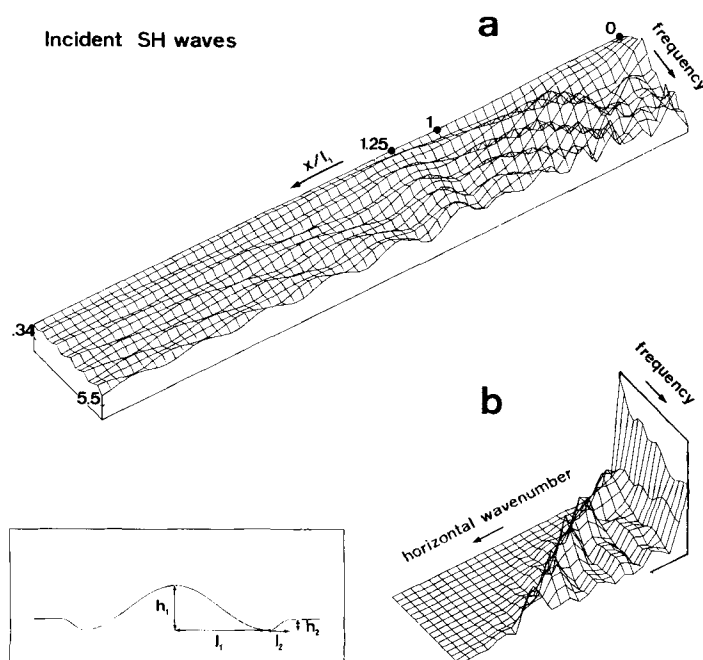 Incident SH waves
a
0
frequency
1
1.25
x/l₁
.34
5.5
b
frequency
horizontal wavenumber
h₁
l₁
l₂
h₂